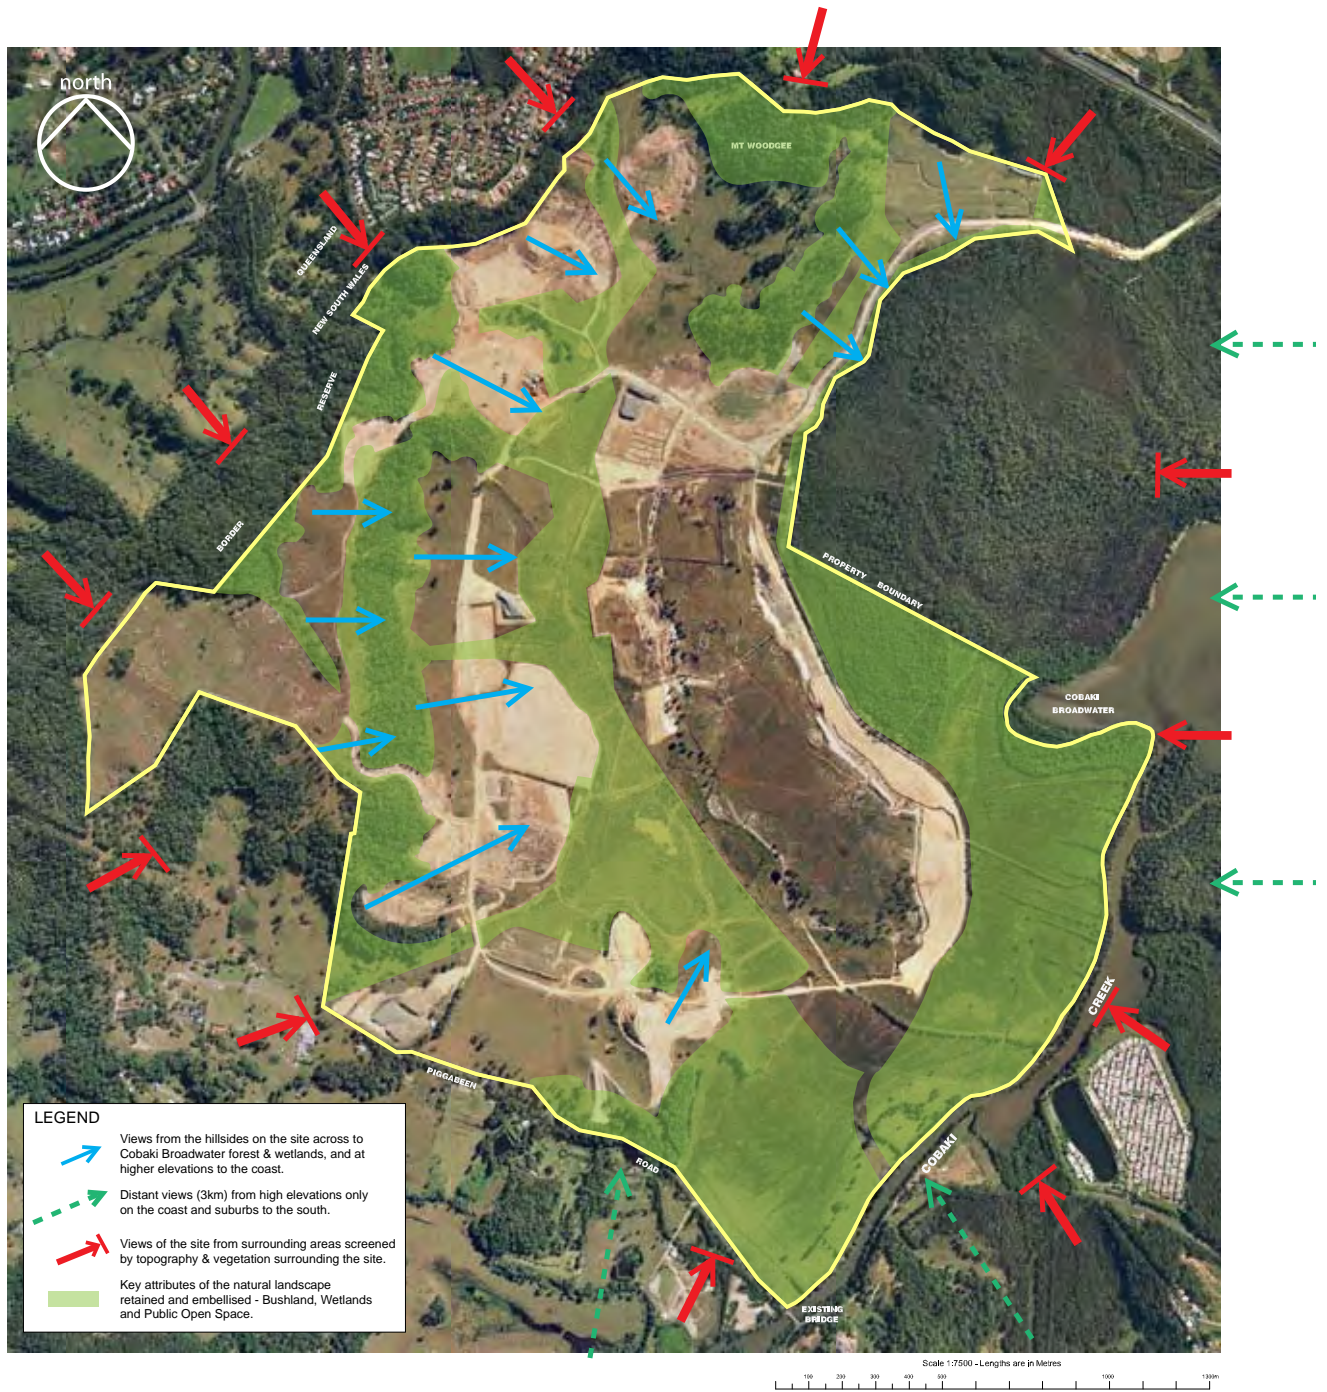 north
MT WOODGEE
QUEENSLAND
NEW SOUTH WALES
RESERVE
BORDER
PROPERTY BOUNDARY
COBAKI
BROADWATER
CREEK
COBAKI
PIGGABEEN
ROAD
EXISTING
BRIDGE
LEGEND
Views from the hillsides on the site across to
Cobaki Broadwater forest & wetlands, and at
higher elevations to the coast.
Distant views (3km) from high elevations only
on the coast and suburbs to the south.
Views of the site from surrounding areas screened
by topography & vegetation surrounding the site.
Key attributes of the natural landscape
retained and embellised - Bushland, Wetlands
and Public Open Space.
Scale 1:7500 - Lengths are in Metres
100 200 300 400 500 1000 1300m